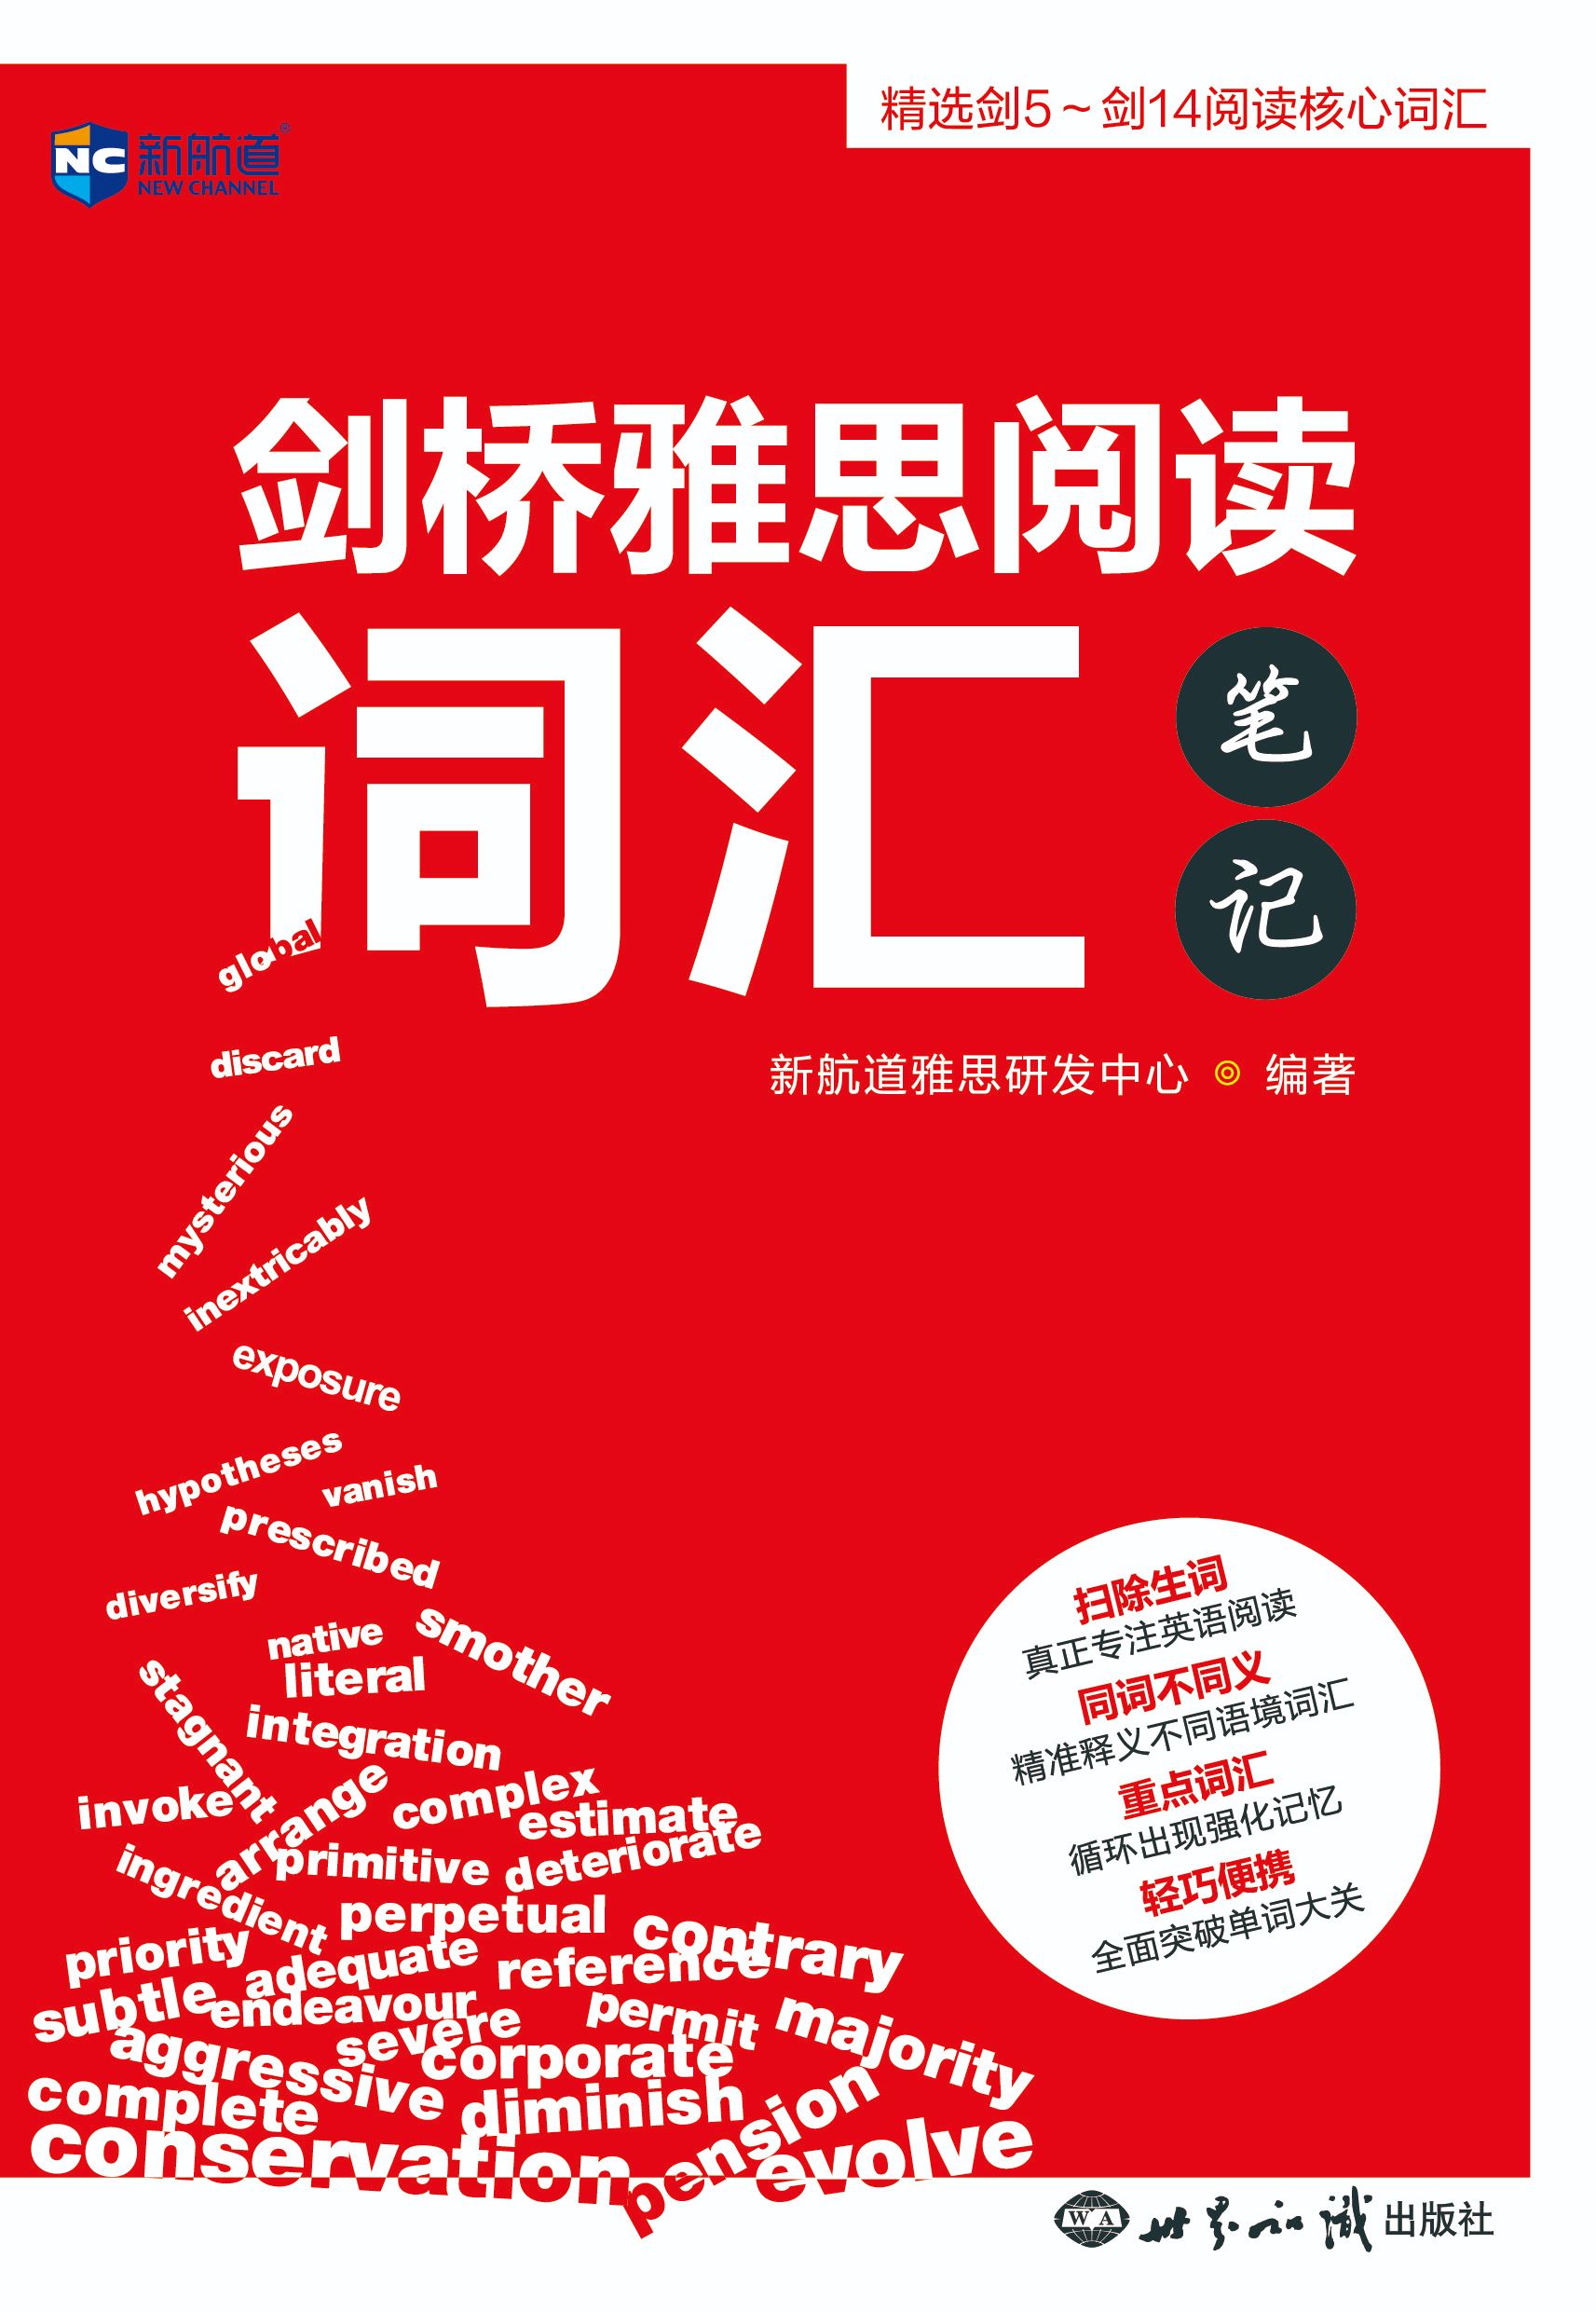 精选剑5～剑14阅读核心词汇
NC 新航道®
NEW CHANNEL
剑桥雅思阅读
词汇
笔
记
新航道雅思研发中心 ◎ 编著
global
discard
mysterious
inextricably
exposure
hypotheses
vanish
prescribed
diversify
native
smother
literal
stagnant
integration
invoke
arrange
complex
estimate
ingredient
primitive
deteriorate
perpetual
contrary
priority
adequate
reference
subtle
endeavour
permit
majority
severe
aggressive
corporate
complete
diminish
pension
conservation
evolve
扫除生词
真正专注英语阅读
同词不同义
精准释义不同语境词汇
重点词汇
循环出现强化记忆
轻巧便携
全面突破单词大关
WA 世界知識出版社